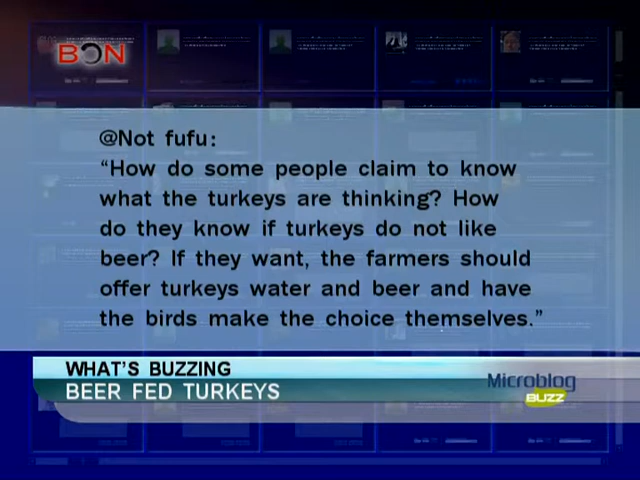 BON
@Not fufu:
“How do some people claim to know
what the turkeys are thinking? How
do they know if turkeys do not like
beer? If they want, the farmers should
offer turkeys water and beer and have
the birds make the choice themselves.”
WHAT'S BUZZING
BEER FED TURKEYS
Microblog
BUZZ